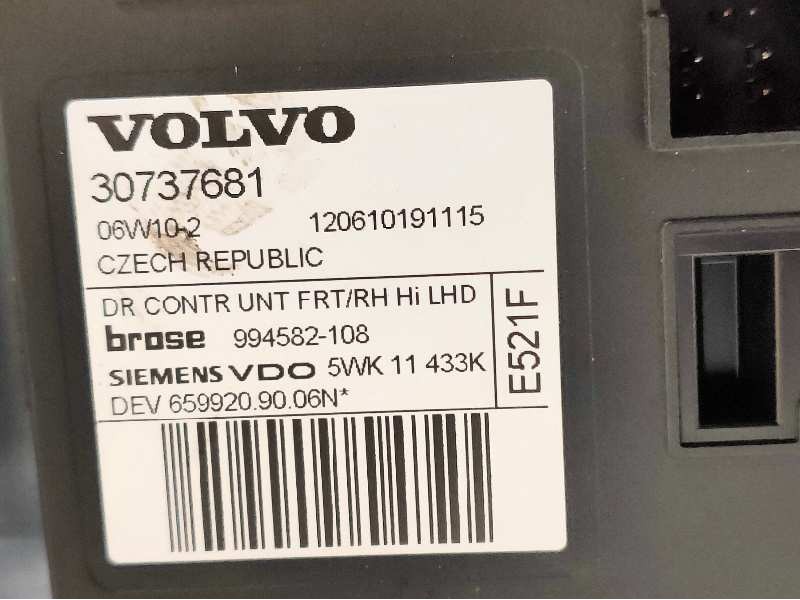 VOLVO
30737681
06W10-2 120610191115
CZECH REPUBLIC
DR CONTR UNT FRT/RH Hi LHD
brose 994582-108
SIEMENS VDO 5WK 11 433K
DEV 659920.90.06N*
E521F